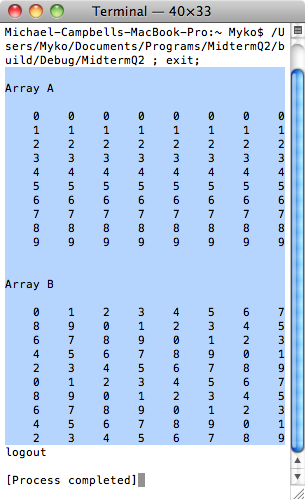 Terminal — 40×33
Michael-Campbells-MacBook-Pro:~ Myko$ /U
sers/Myko/Documents/Programs/MidtermQ2/b
uild/Debug/MidtermQ2 ; exit;
Array A
0 0 0 0 0 0 0 0
1 1 1 1 1 1 1 1
2 2 2 2 2 2 2 2
3 3 3 3 3 3 3 3
4 4 4 4 4 4 4 4
5 5 5 5 5 5 5 5
6 6 6 6 6 6 6 6
7 7 7 7 7 7 7 7
8 8 8 8 8 8 8 8
9 9 9 9 9 9 9 9
Array B
0 1 2 3 4 5 6 7
8 9 0 1 2 3 4 5
6 7 8 9 0 1 2 3
4 5 6 7 8 9 0 1
2 3 4 5 6 7 8 9
0 1 2 3 4 5 6 7
8 9 0 1 2 3 4 5
6 7 8 9 0 1 2 3
4 5 6 7 8 9 0 1
2 3 4 5 6 7 8 9
logout
[Process completed]